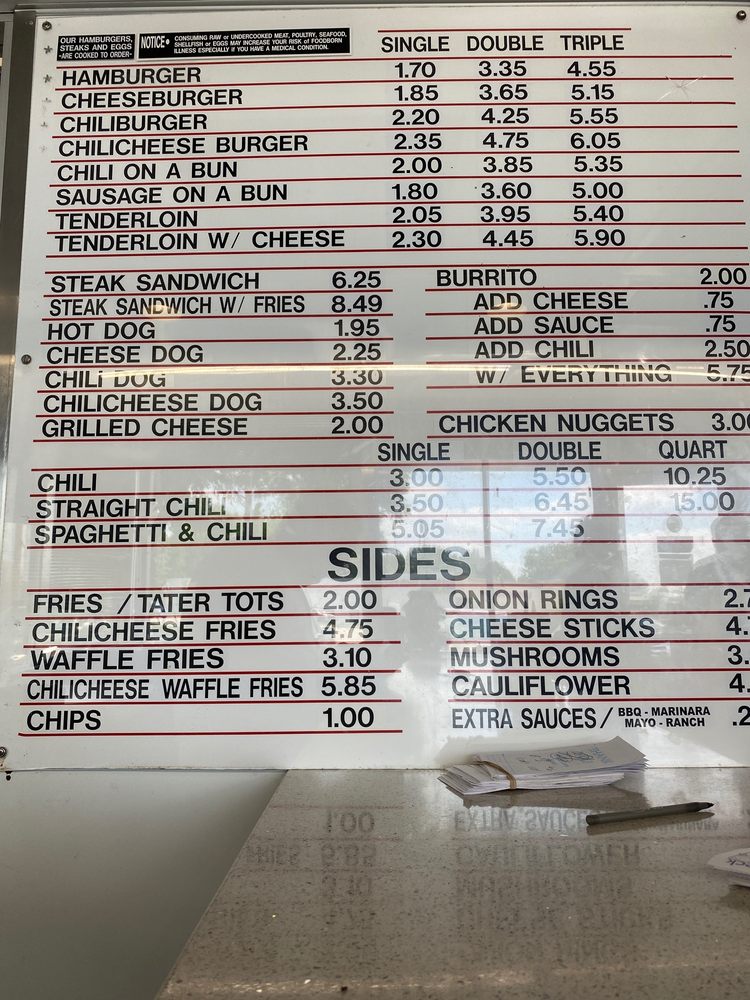 OUR HAMBURGERS,
STEAKS AND EGGS
•ARE COOKED TO ORDER•
NOTICE• CONSUMING RAW or UNDERCOOKED MEAT, POULTRY, SEAFOOD,
SHELLFISH or EGGS MAY INCREASE YOUR RISK of FOODBORN
ILLNESS ESPECIALLY IF YOU HAVE A MEDICAL CONDITION.
SINGLE DOUBLE TRIPLE
HAMBURGER 1.70 3.35 4.55
CHEESEBURGER 1.85 3.65 5.15
CHILIBURGER 2.20 4.25 5.55
CHILICHEESE BURGER 2.35 4.75 6.05
CHILI ON A BUN 2.00 3.85 5.35
SAUSAGE ON A BUN 1.80 3.60 5.00
TENDERLOIN 2.05 3.95 5.40
TENDERLOIN W/ CHEESE 2.30 4.45 5.90
STEAK SANDWICH 6.25
STEAK SANDWICH W/ FRIES 8.49
HOT DOG 1.95
CHEESE DOG 2.25
CHILI DOG 3.30
CHILICHEESE DOG 3.50
GRILLED CHEESE 2.00
BURRITO 2.00
ADD CHEESE .75
ADD SAUCE .75
ADD CHILI 2.50
W/ EVERYTHING 5.75
CHICKEN NUGGETS 3.00
SINGLE DOUBLE QUART
CHILI 3.00 5.50 10.25
STRAIGHT CHILI 3.50 6.45 15.00
SPAGHETTI & CHILI 5.05 7.45
SIDES
FRIES / TATER TOTS 2.00
CHILICHEESE FRIES 4.75
WAFFLE FRIES 3.10
CHILICHEESE WAFFLE FRIES 5.85
CHIPS 1.00
ONION RINGS 2.7
CHEESE STICKS 4.
MUSHROOMS 3.
CAULIFLOWER 4.
EXTRA SAUCES / BBQ - MARINARA
MAYO - RANCH .2